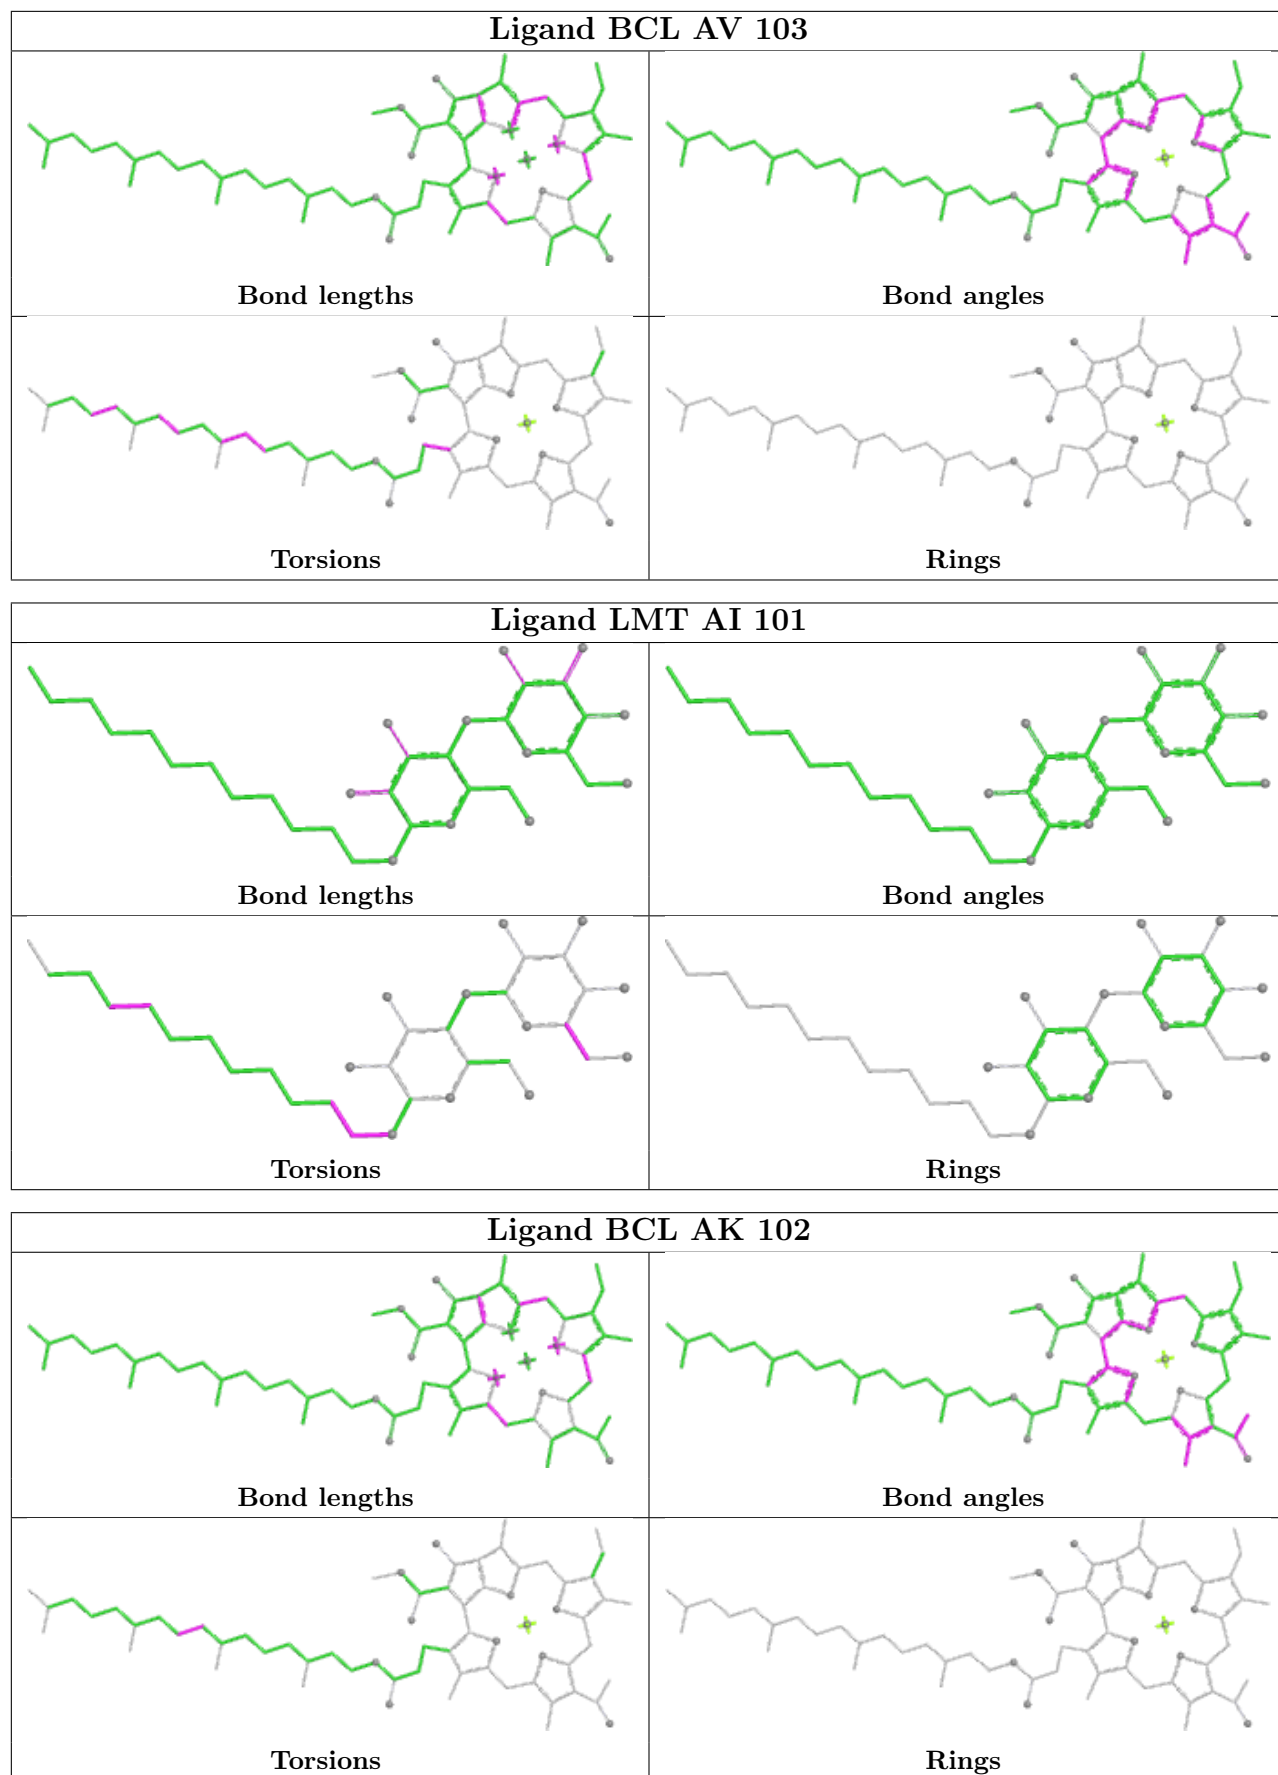 Ligand BCL AV 103
Bond lengths
Bond angles
Torsions
Rings
Ligand LMT AI 101
Bond lengths
Bond angles
Torsions
Rings
Ligand BCL AK 102
Bond lengths
Bond angles
Torsions
Rings